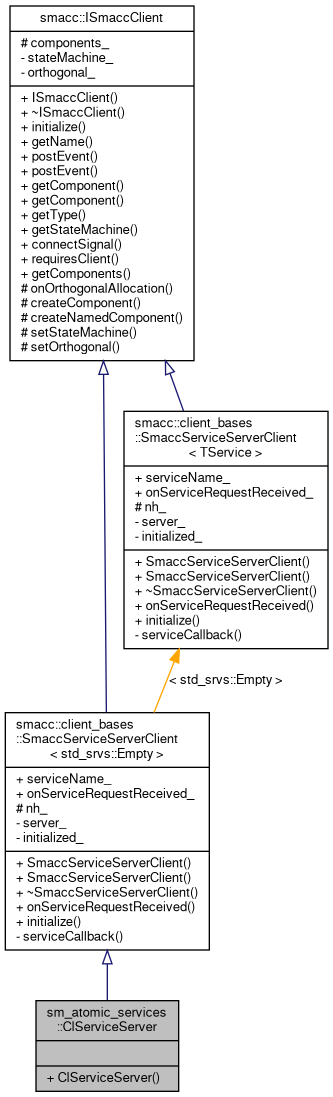 smacc::ISmaccClient
# components_
- stateMachine_
- orthogonal_
+ ISmaccClient()
+ ~ISmaccClient()
+ initialize()
+ getName()
+ postEvent()
+ postEvent()
+ getComponent()
+ getComponent()
+ getType()
+ getStateMachine()
+ connectSignal()
+ requiresClient()
+ getComponents()
# onOrthogonalAllocation()
# createComponent()
# createNamedComponent()
# setStateMachine()
# setOrthogonal()
smacc::client_bases
::SmaccServiceServerClient
< TService >
+ serviceName_
+ onServiceRequestReceived_
# nh_
- server_
- initialized_
+ SmaccServiceServerClient()
+ SmaccServiceServerClient()
+ ~SmaccServiceServerClient()
+ onServiceRequestReceived()
+ initialize()
- serviceCallback()
< std_srvs::Empty >
smacc::client_bases
::SmaccServiceServerClient
< std_srvs::Empty >
+ serviceName_
+ onServiceRequestReceived_
# nh_
- server_
- initialized_
+ SmaccServiceServerClient()
+ SmaccServiceServerClient()
+ ~SmaccServiceServerClient()
+ onServiceRequestReceived()
+ initialize()
- serviceCallback()
sm_atomic_services
::ClServiceServer
+ ClServiceServer()